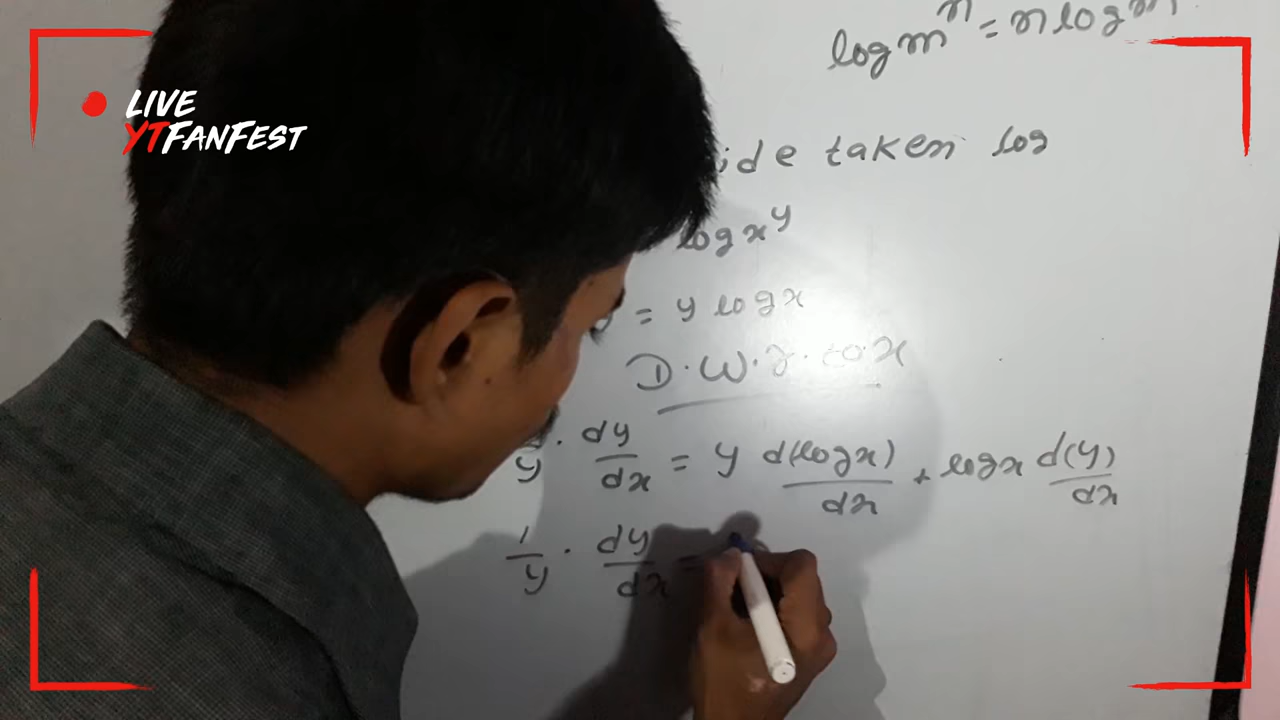 LIVE
YTFANFEST
log m^n = n log m
side taken log
log x^y
y = y log x
D.W.r. to x
1/y . dy/dx = y d(log x)/dx + log x d(y)/dx
1/y . dy/dx =